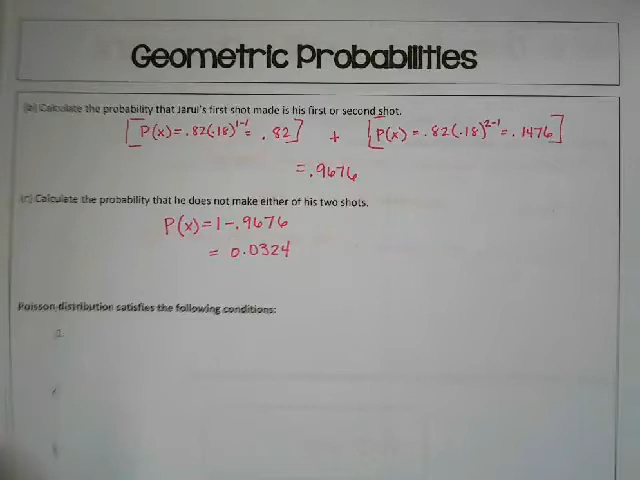 Geometric Probabilities
(b) Calculate the probability that Jarul's first shot made is his first or second shot.
[P(x) = .82(.18)^1-1 = .82] + [P(x) = .82(.18)^2-1 = .1476]
= .9676
(c) Calculate the probability that he does not make either of his two shots.
P(x) = 1 - .9676
= 0.0324
Poisson distribution satisfies the following conditions:
1.